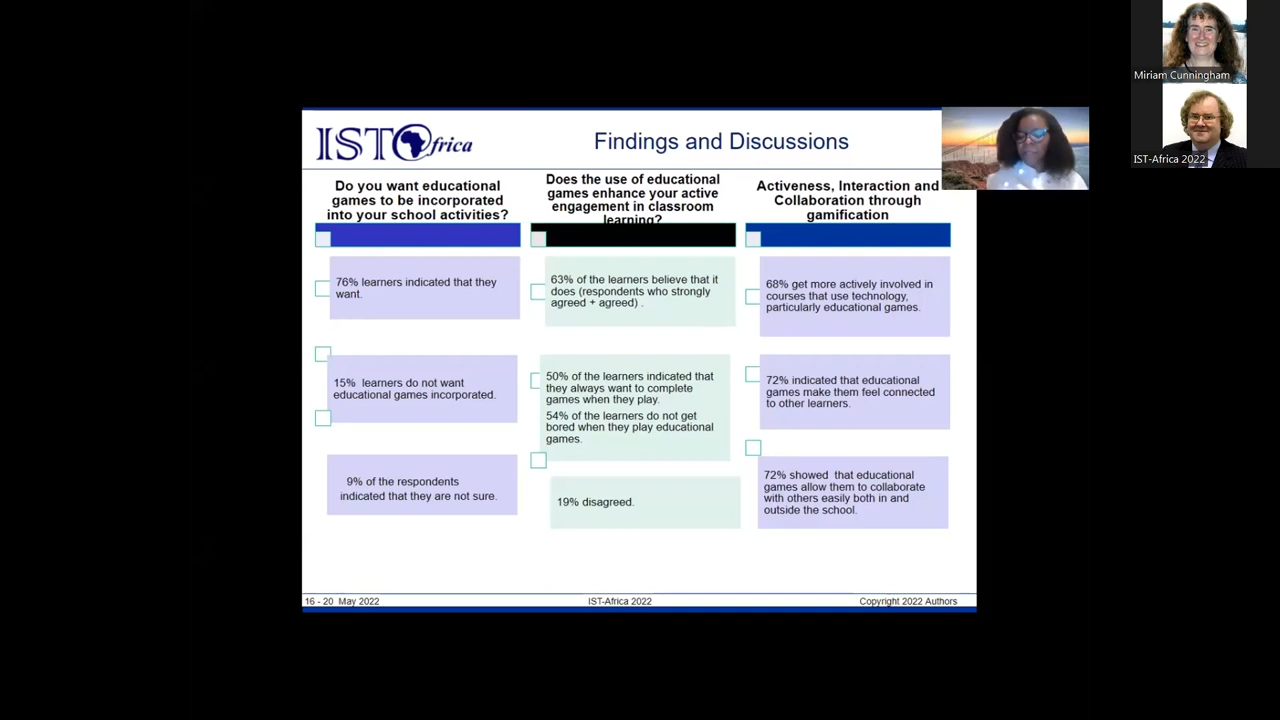 Miriam Cunningham
IST-Africa 2022
IST Africa
Findings and Discussions
Do you want educational
games to be incorporated
into your school activities?
76% learners indicated that they
want.
15% learners do not want
educational games incorporated.
9% of the respondents
indicated that they are not sure.
Does the use of educational
games enhance your active
engagement in classroom
learning?
63% of the learners believe that it
does (respondents who strongly
agreed + agreed) .
50% of the learners indicated that
they always want to complete
games when they play.
54% of the learners do not get
bored when they play educational
games.
19% disagreed.
Activeness, Interaction and
Collaboration through
gamification
68% get more actively involved in
courses that use technology,
particularly educational games.
72% indicated that educational
games make them feel connected
to other learners.
72% showed that educational
games allow them to collaborate
with others easily both in and
outside the school.
16 - 20 May 2022
IST-Africa 2022
Copyright 2022 Authors